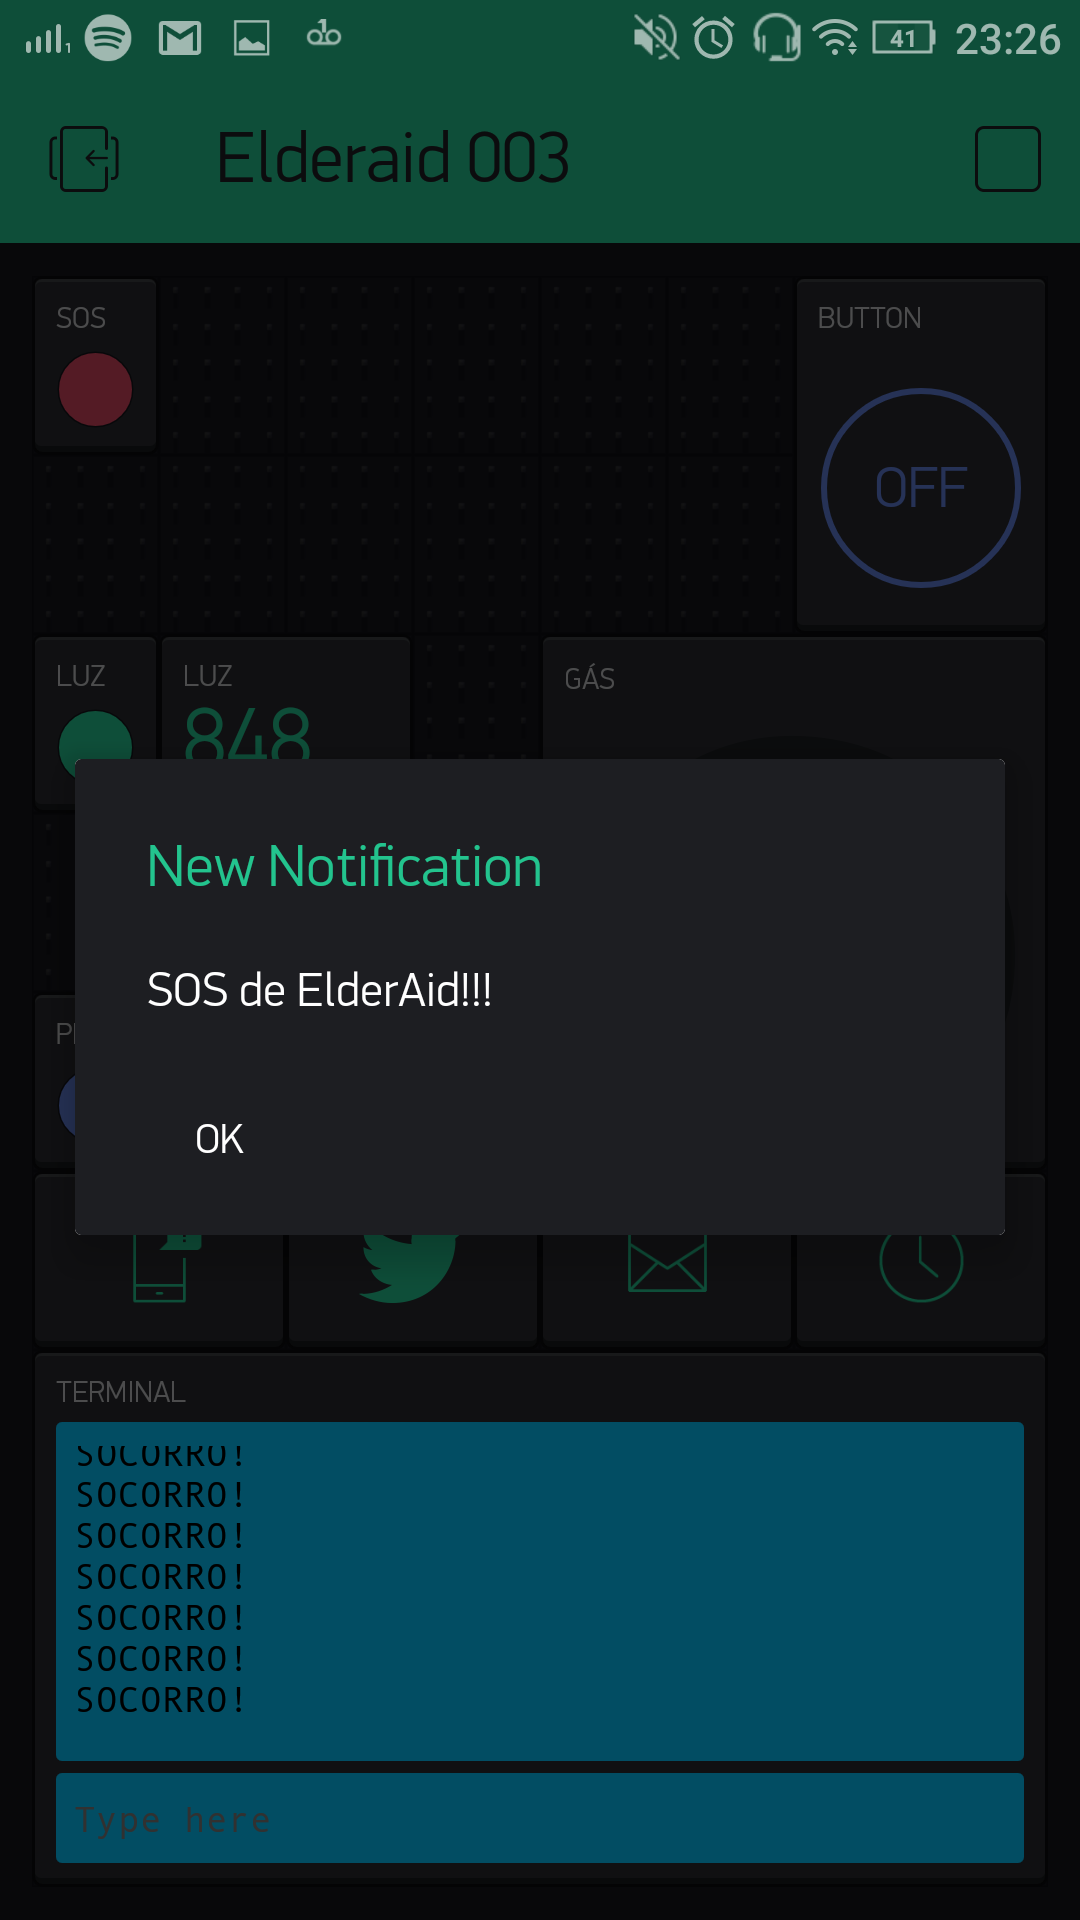 41 23:26
Elderaid 003
SOS
BUTTON
OFF
LUZ
LUZ
GÁS
848
New Notification
SOS de ElderAid!!!
OK
TERMINAL
SOCORRO!
SOCORRO!
SOCORRO!
SOCORRO!
SOCORRO!
SOCORRO!
SOCORRO!
Type here